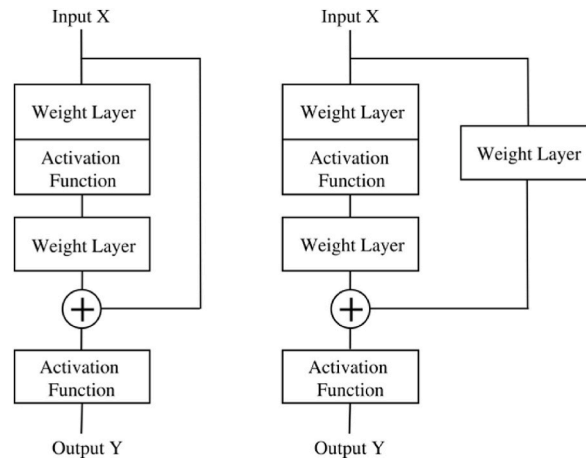 Input X
Weight Layer
Activation
Function
Weight Layer
+
Activation
Function
Output Y
Input X
Weight Layer
Activation
Function
Weight Layer
Weight Layer
+
Activation
Function
Output Y